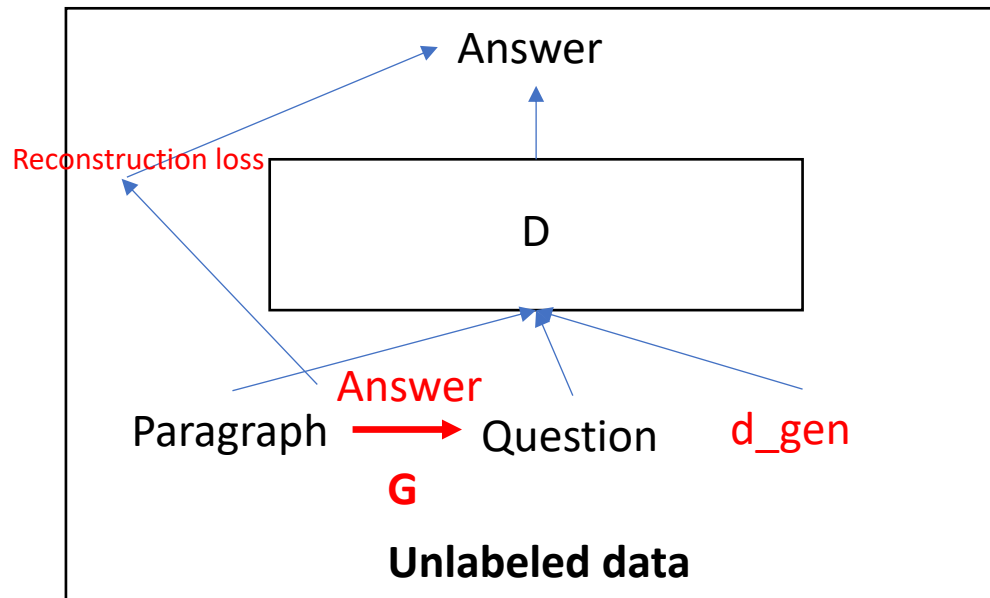 Answer
Reconstruction loss
D
Answer
Paragraph
Question
d_gen
G
Unlabeled data